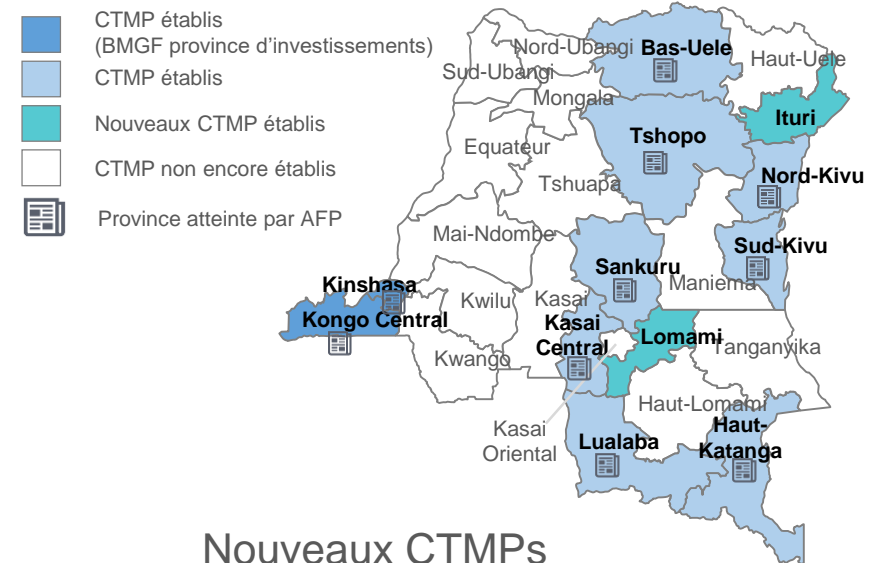 CTMP établis
(BMGF province d'investissements)
CTMP établis
Nouveaux CTMP établis
CTMP non encore établis
Province atteinte par AFP
Nord-Ubangi
Bas-Uele
Haut-Uele
Sud-Ubangi
Mongala
Ituri
Tshopo
Equateur
Tshuapa
Nord-Kivu
Mai-Ndombe
Sud-Kivu
Sankuru
Maniema
Kinshasa
Kwilu
Kasai
Kongo Central
Kasai
Central
Lomami
Tanganyika
Kwango
Haut-Lomami
Kasai
Oriental
Lualaba
Haut-
Katanga
Nouveaux CTMPs